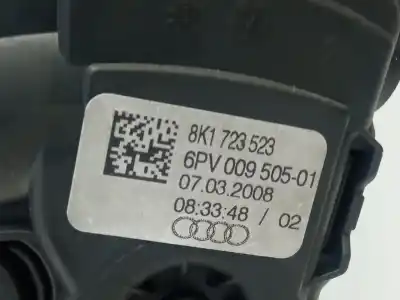 8K1 723 523
6PV 009 505-01
07.03.2008
08:33:48 / 02